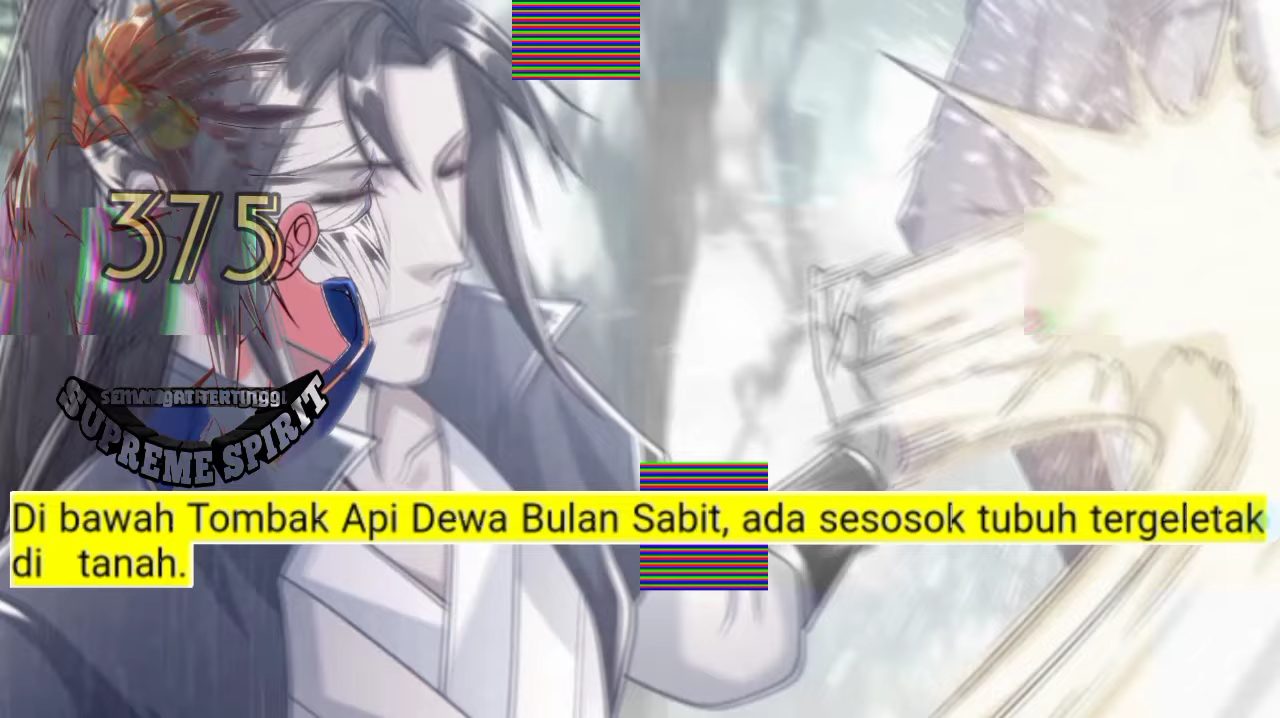 375
SEMANGAT TERTINGGI
SUPREME SPIRIT
Di bawah Tombak Api Dewa Bulan Sabit, ada sesosok tubuh tergeletak
di tanah.